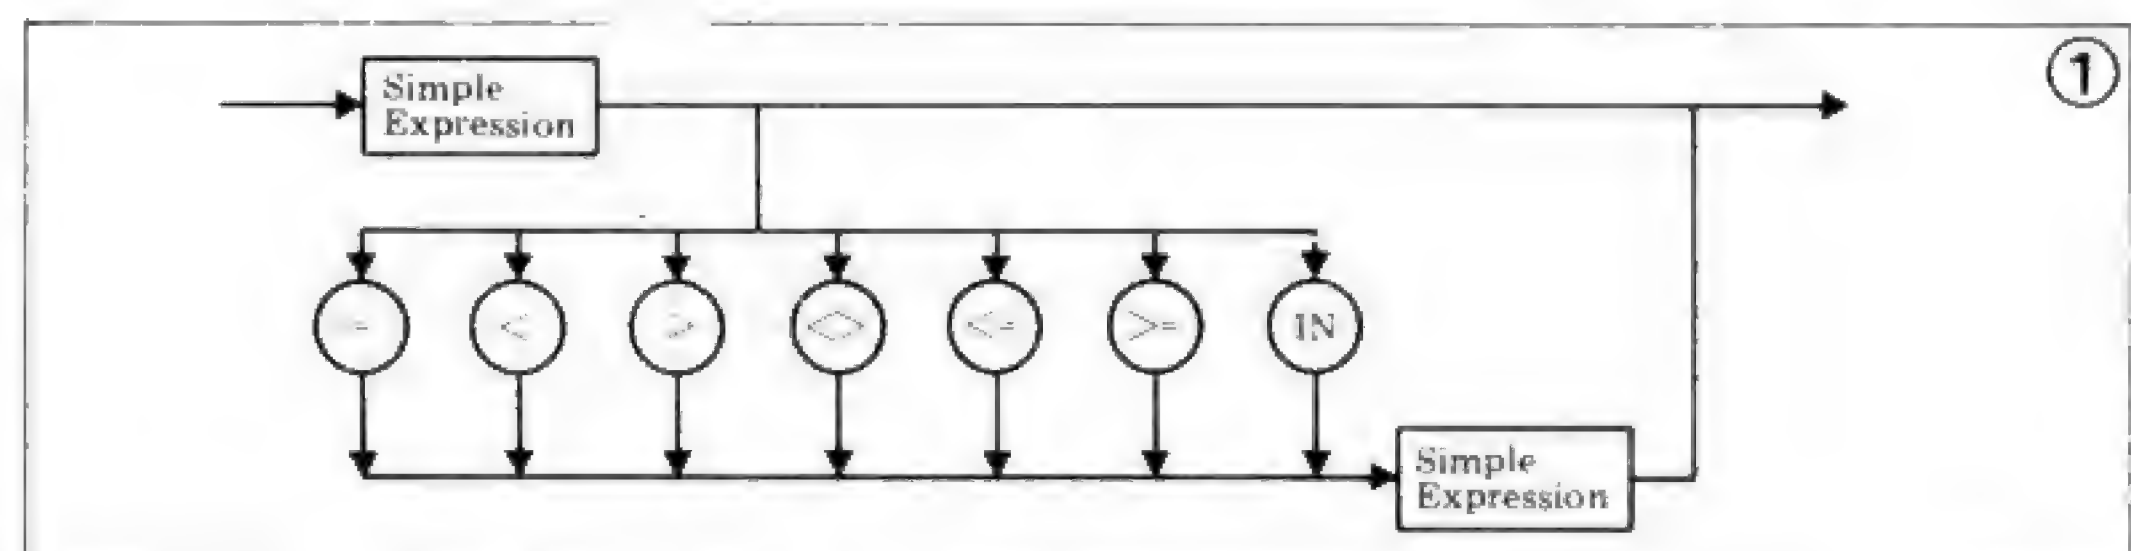 1
Simple
Expression
= < > <> <= >= IN
Simple
Expression